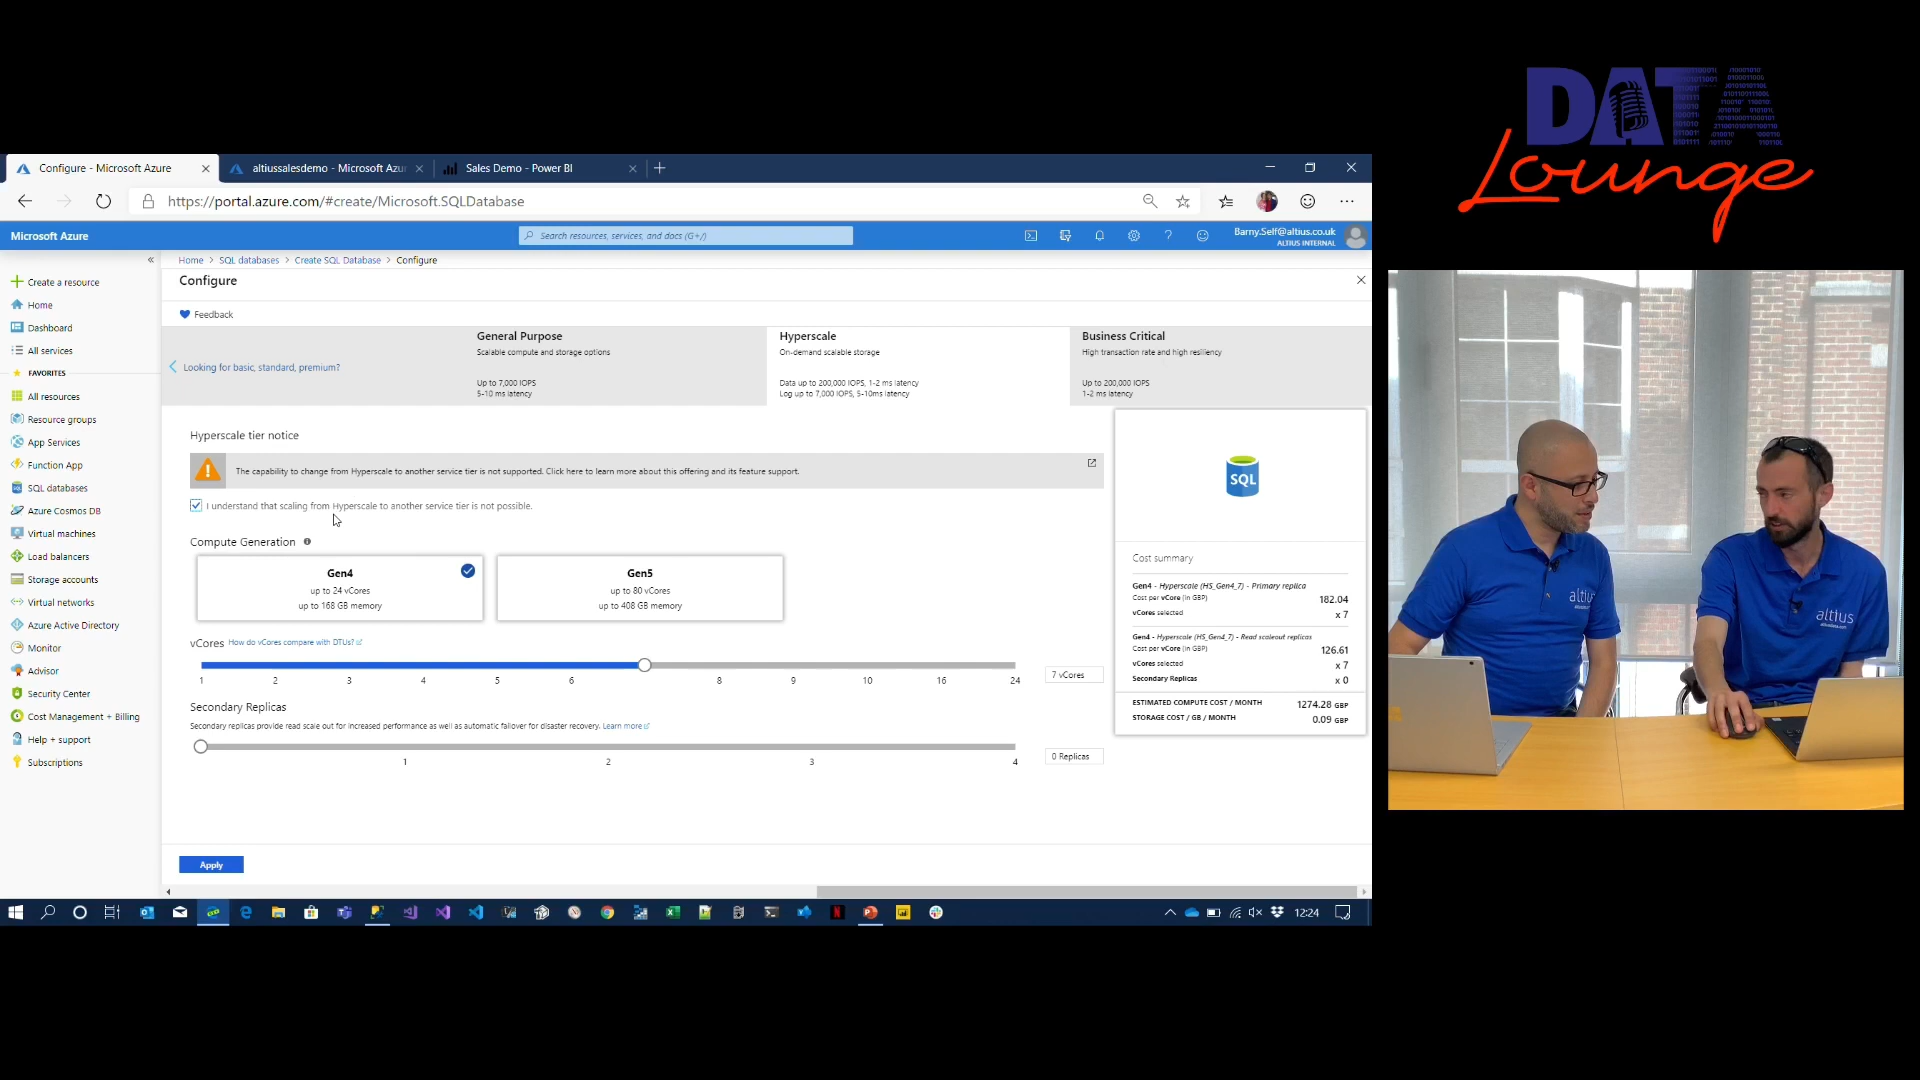 DATA
Lounge
Configure - Microsoft Azure
altiussalesdemo - Microsoft Azu
Sales Demo - Power BI
https://portal.azure.com/#create/Microsoft.SQLDatabase
Microsoft Azure
Search resources, services, and docs (G+/)
Barny.Self@altius.co.uk
ALTIUS INTERNAL
Home > SQL databases > Create SQL Database > Configure
Configure
Feedback
Create a resource
Home
Dashboard
All services
FAVORITES
All resources
Resource groups
App Services
Function App
SQL databases
Azure Cosmos DB
Virtual machines
Load balancers
Storage accounts
Virtual networks
Azure Active Directory
Monitor
Advisor
Security Center
Cost Management + Billing
Help + support
Subscriptions
Looking for basic, standard, premium?
General Purpose
Scalable compute and storage options
Up to 7,000 IOPS
5-10 ms latency
Hyperscale
On-demand scalable storage
Data up to 200,000 IOPS, 1-2 ms latency
Log up to 7,000 IOPS, 5-10ms latency
Business Critical
High transaction rate and high resiliency
Up to 200,000 IOPS
1-2 ms latency
Hyperscale tier notice
The capability to change from Hyperscale to another service tier is not supported. Click here to learn more about this offering and its feature support.
I understand that scaling from Hyperscale to another service tier is not possible.
Compute Generation
Gen4
up to 24 vCores
up to 168 GB memory
Gen5
up to 80 vCores
up to 408 GB memory
vCores How do vCores compare with DTUs?
1 2 3 4 5 6 8 9 10 16 24
7 vCores
Secondary Replicas
Secondary replicas provide read scale out for increased performance as well as automatic failover for disaster recovery. Learn more
1 2 3 4
0 Replicas
Apply
SQL
Cost summary
Gen4 - Hyperscale (HS_Gen4_7) - Primary replica
Cost per vCore (in GBP) 182.04
vCores selected x 7
Gen4 - Hyperscale (HS_Gen4_7) - Read scaleout replicas
Cost per vCore (in GBP) 126.61
vCores selected x 7
Secondary Replicas x 0
ESTIMATED COMPUTE COST / MONTH 1274.28 GBP
STORAGE COST / GB / MONTH 0.09 GBP
12:24
altius
altius